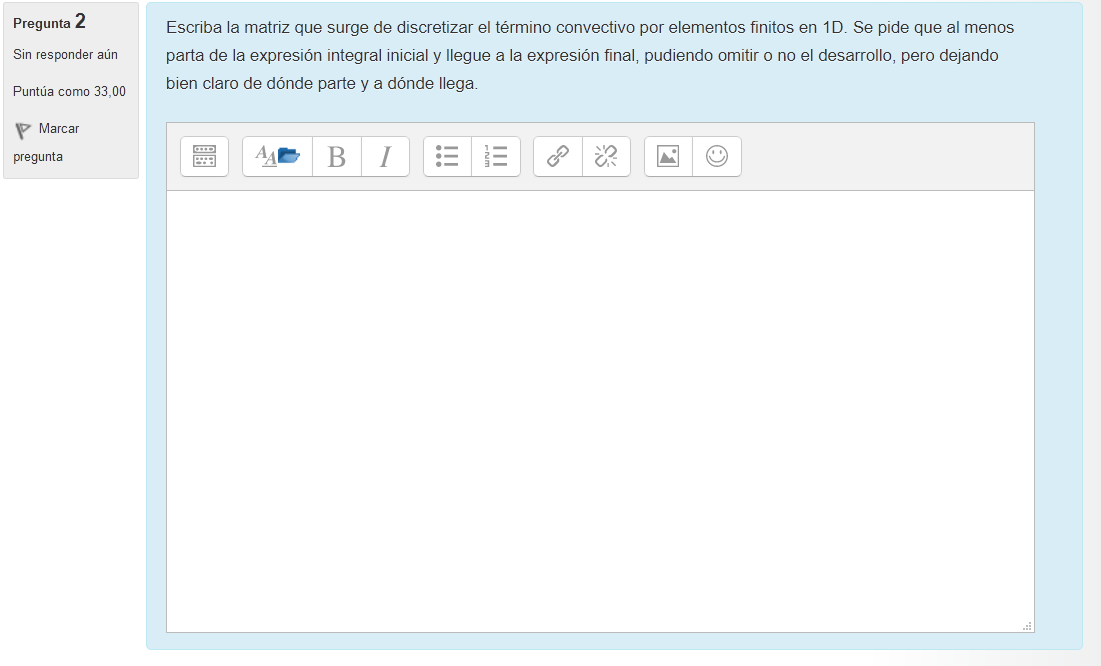 Pregunta 2
Sin responder aún
Puntúa como 33,00
Marcar
pregunta
Escriba la matriz que surge de discretizar el término convectivo por elementos finitos en 1D. Se pide que al menos
parta de la expresión integral inicial y llegue a la expresión final, pudiendo omitir o no el desarrollo, pero dejando
bien claro de dónde parte y a dónde llega.